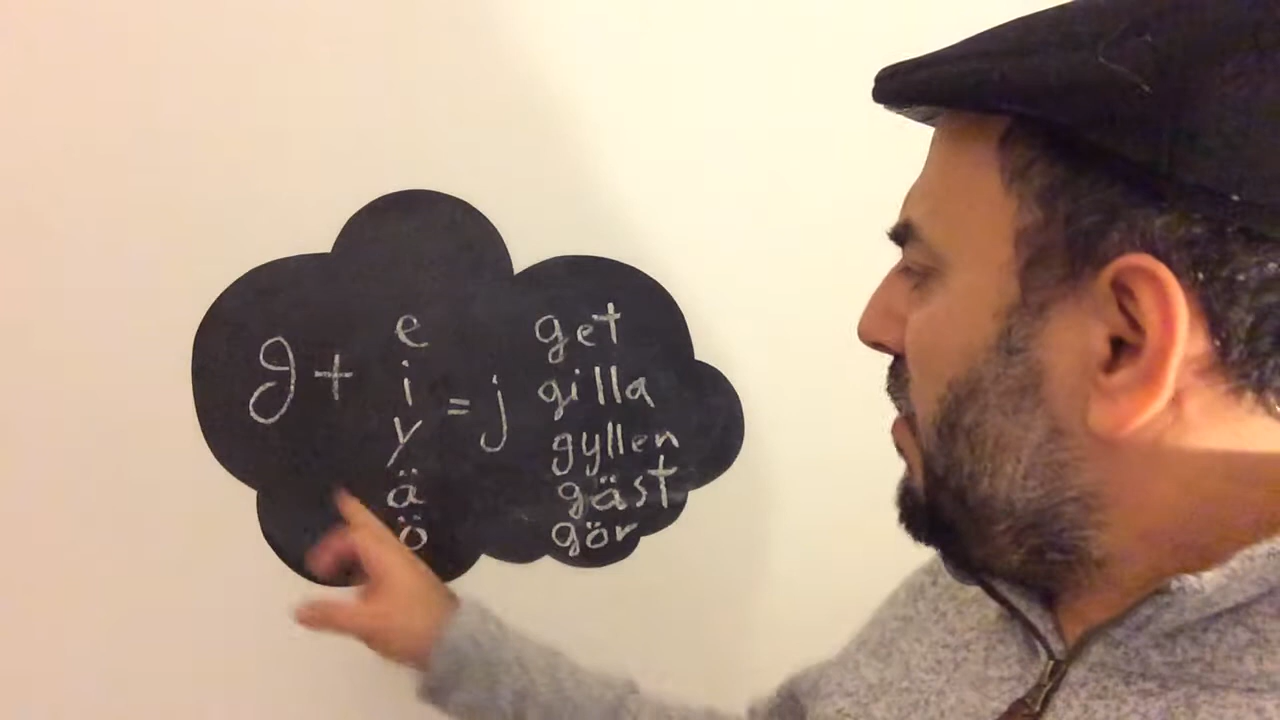 g + e i y ä ö = j
get
gilla
gyllen
gäst
gör